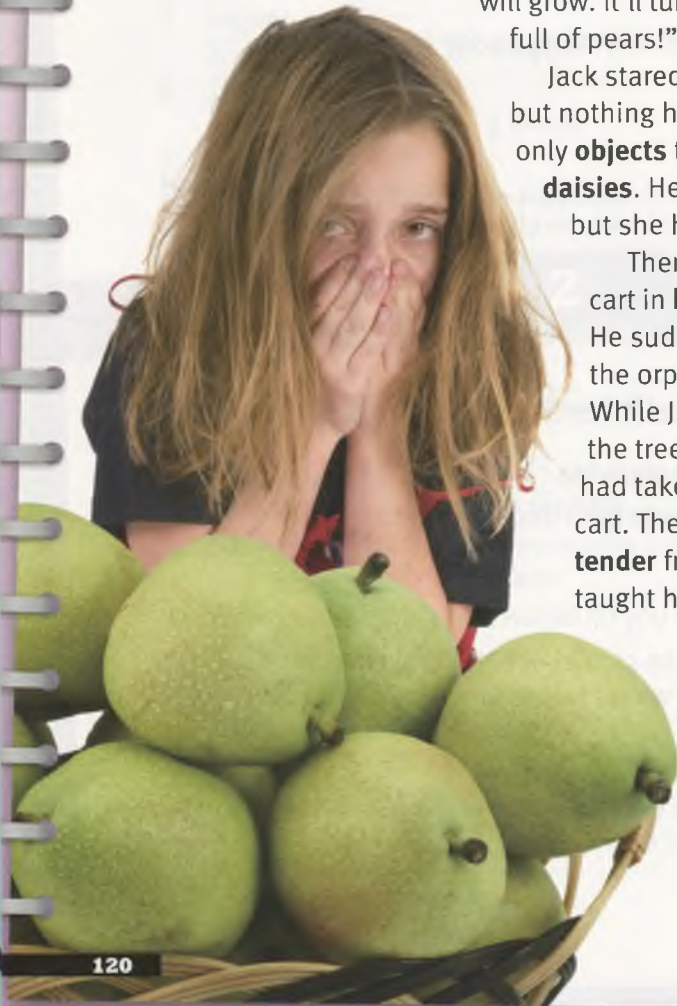 will grow. It'll tu
full of pears!"
Jack stared
but nothing h
only objects
daisies. He
but she h
Ther
cart in
He sud
the orp
While J
the tree
had take
cart. The
tender fr
taught h
120